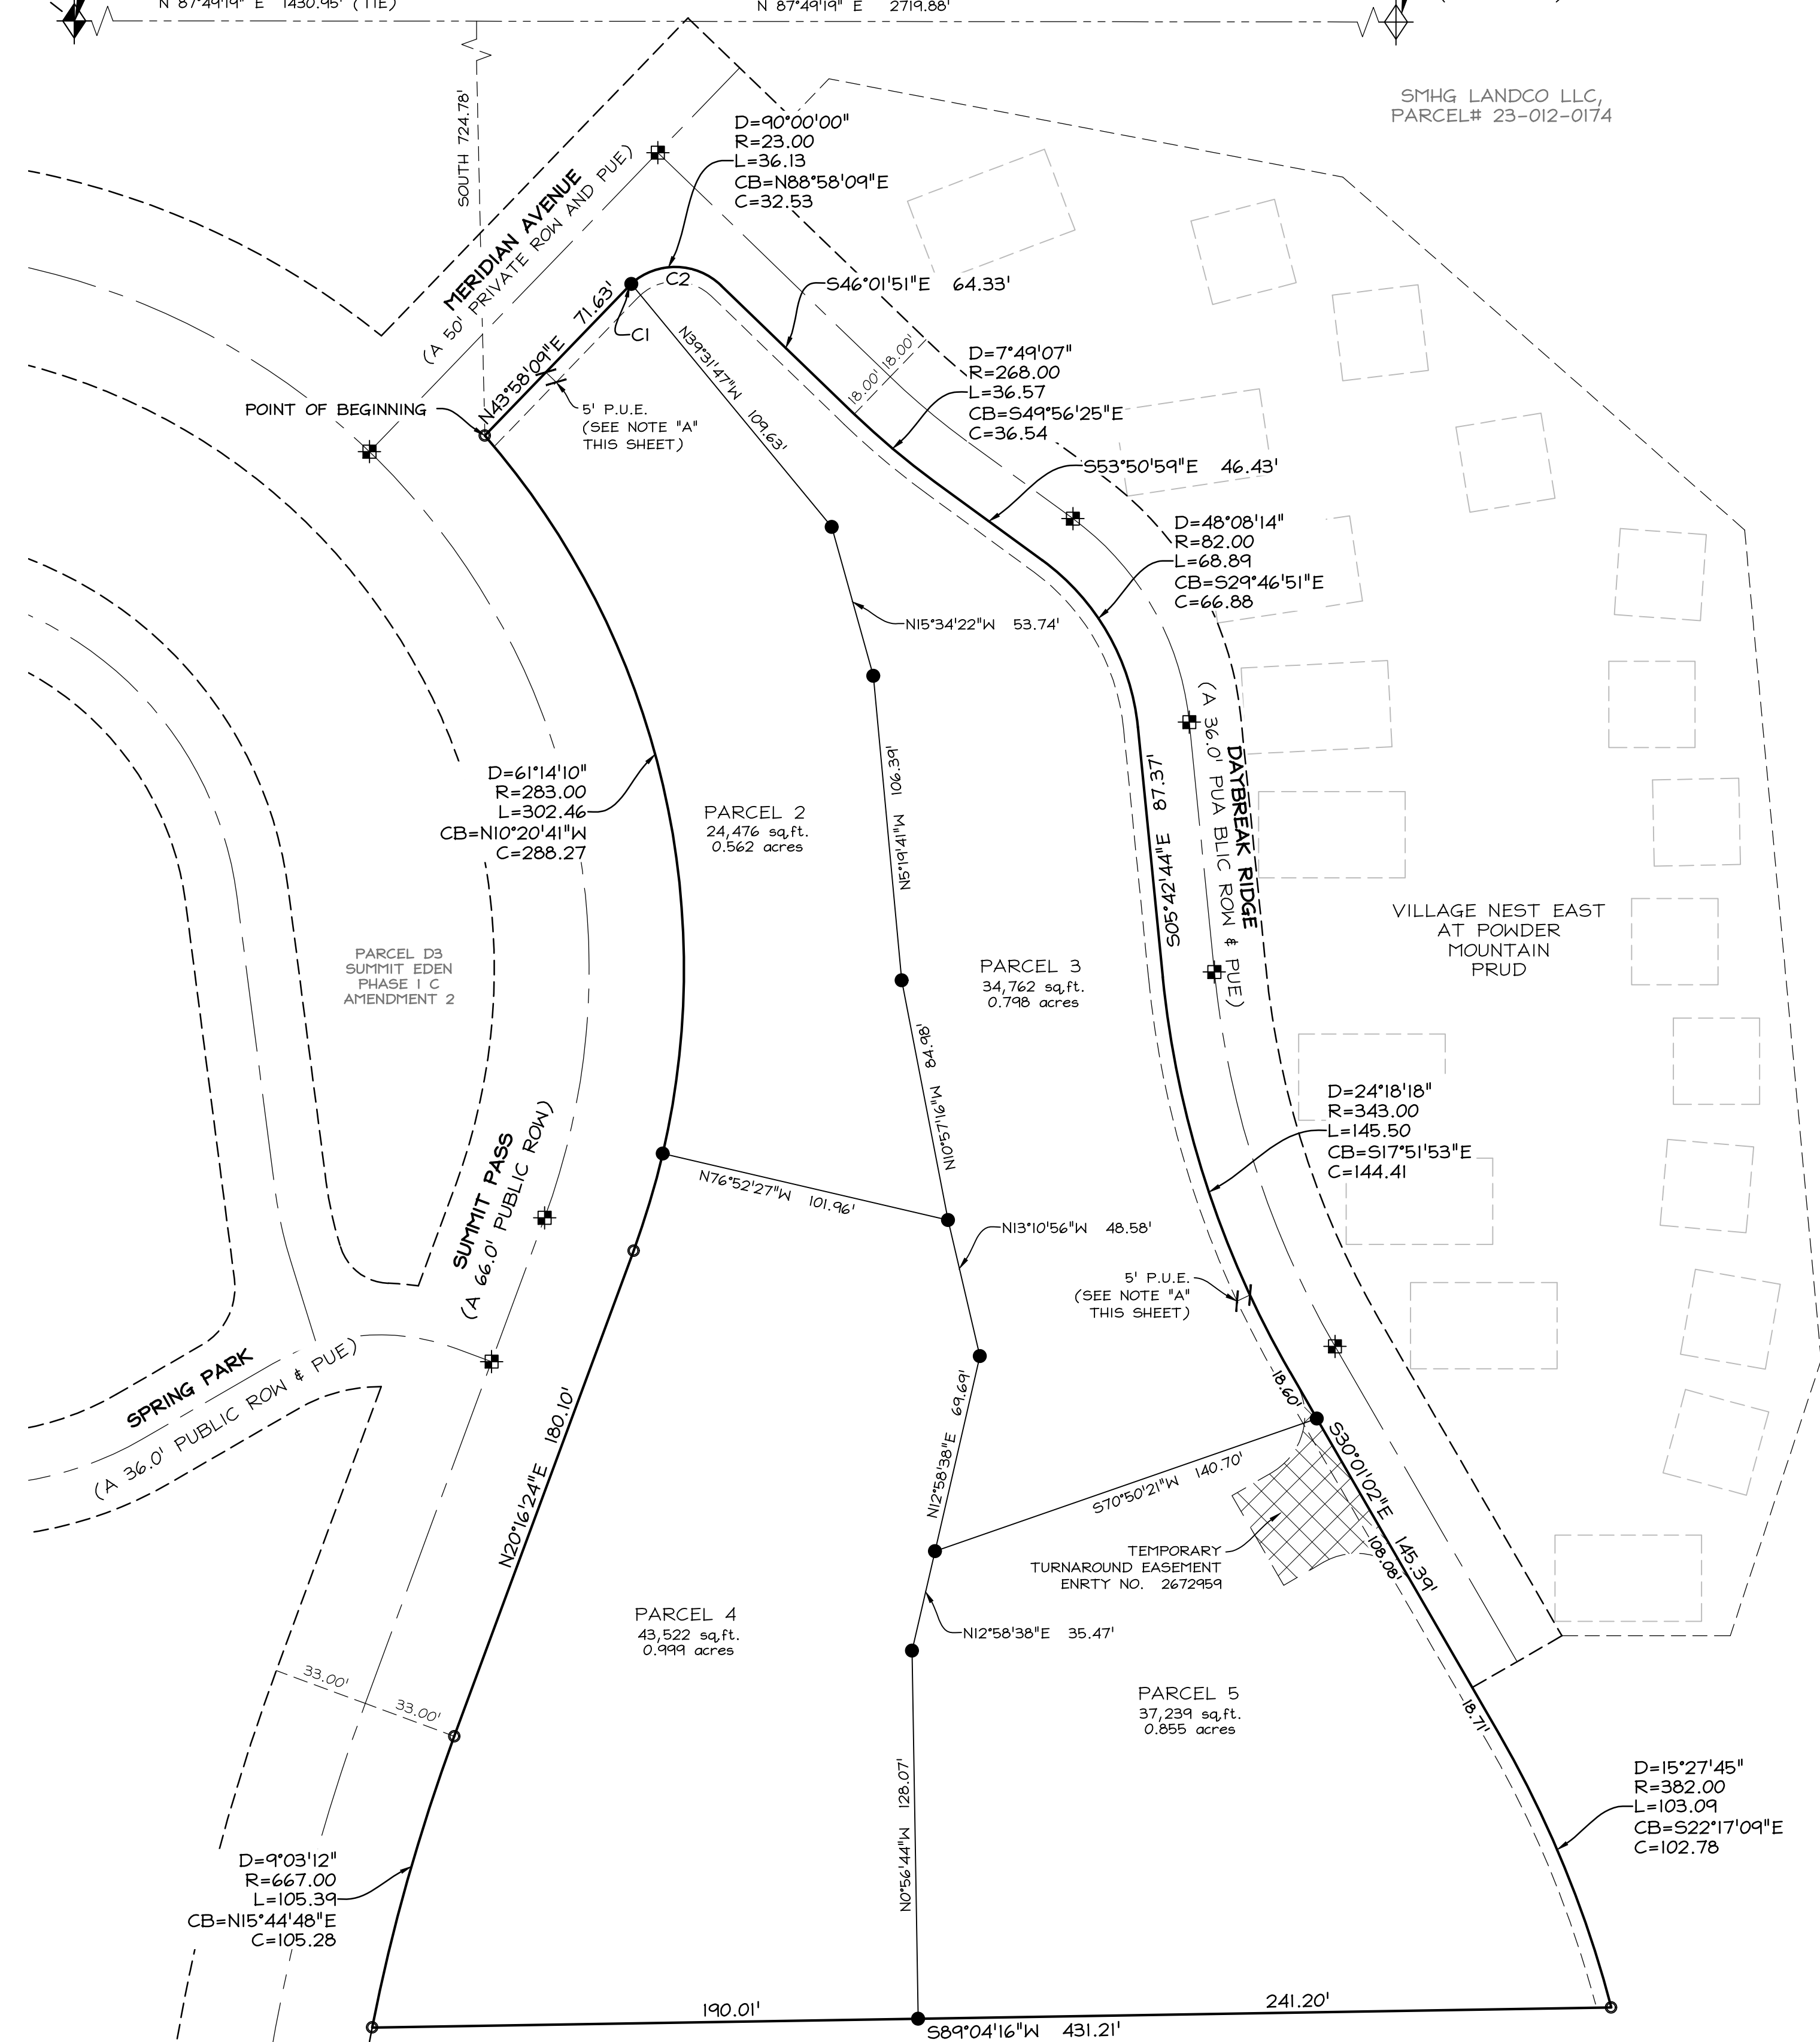 N 87°49'19" E 1430.95' (TIE)
N 87°49'19" E 2719.88'
SMHG LANDCO LLC,
PARCEL# 23-012-0174
SOUTH 724.78'
D=90°00'00"
R=23.00
L=36.13
CB=N88°58'09"E
C=32.53
MERIDIAN AVENUE
(A 50' PRIVATE ROW AND PUE)
C2
C1
S46°01'51"E 64.33'
N43°58'09"E 71.63'
N39°31'47"W 109.63'
18.00' 18.00'
D=7°49'07"
R=268.00
L=36.57
CB=S49°56'25"E
C=36.54
POINT OF BEGINNING
5' P.U.E.
(SEE NOTE "A"
THIS SHEET)
S53°50'59"E 46.43'
D=48°08'14"
R=82.00
L=68.89
CB=S29°46'51"E
C=66.88
N15°34'22"W 53.74'
N5°19'41"W 106.39'
D=61°14'10"
R=283.00
L=302.46
CB=N10°20'41"W
C=288.27
PARCEL 2
24,476 sq.ft.
0.562 acres
S05°42'44"E 87.37'
DAYBREAK RIDGE
(A 36.0' PUA BLIC ROW & PUE)
VILLAGE NEST EAST
AT POWDER
MOUNTAIN
PRUD
PARCEL D3
SUMMIT EDEN
PHASE 1 C
AMENDMENT 2
PARCEL 3
34,762 sq.ft.
0.798 acres
N10°57'16"W 84.98'
D=24°18'18"
R=343.00
L=145.50
CB=S17°51'53"E
C=144.41
SUMMIT PASS
(A 66.0' PUBLIC ROW)
N76°52'27"W 101.96'
N13°10'56"W 48.58'
5' P.U.E.
(SEE NOTE "A"
THIS SHEET)
SPRING PARK
(A 36.0' PUBLIC ROW & PUE)
N20°16'24"E 180.10'
N12°58'38"E 69.69'
18.60'
S70°50'21"W 140.70'
S30°01'02"E 145.39'
108.08'
TEMPORARY
TURNAROUND EASEMENT
ENRTY NO. 2672959
PARCEL 4
43,522 sq.ft.
0.999 acres
N12°58'38"E 35.47'
33.00'
33.00'
PARCEL 5
37,239 sq.ft.
0.855 acres
18.71'
N0°56'44"W 128.07'
D=15°27'45"
R=382.00
L=103.09
CB=S22°17'09"E
C=102.78
D=9°03'12"
R=667.00
L=105.39
CB=N15°44'48"E
C=105.28
190.01'
241.20'
S89°04'16"W 431.21'